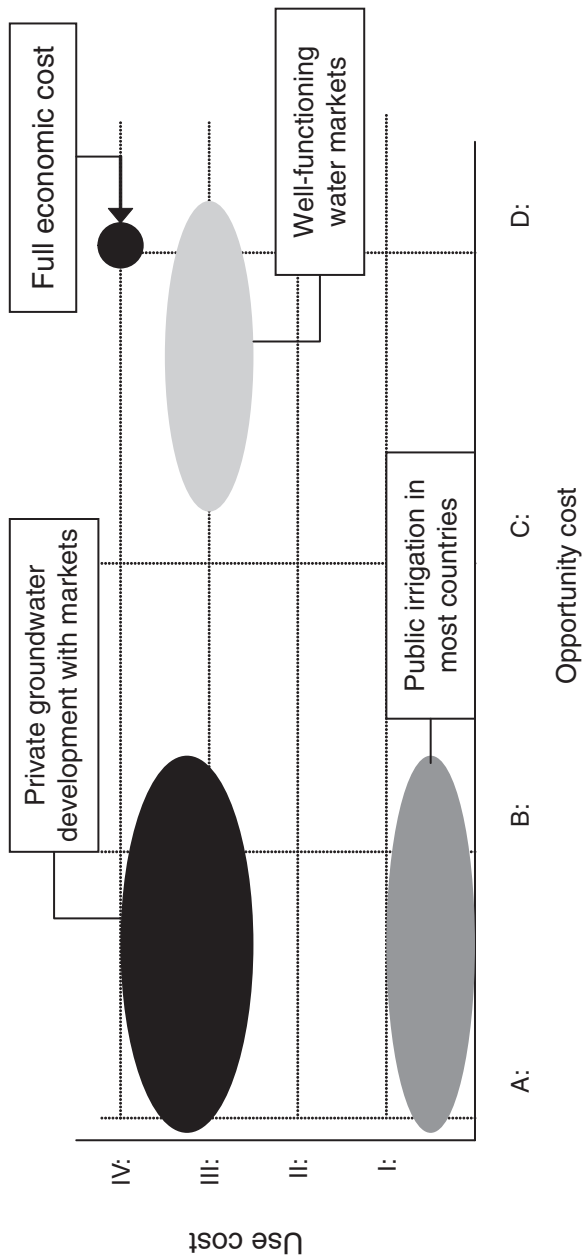 Use cost
IV:
III:
II:
I:
Private groundwater
development with markets
Full economic cost
Well-functioning
water markets
Public irrigation in
most countries
A:
B:
C:
D:
Opportunity cost